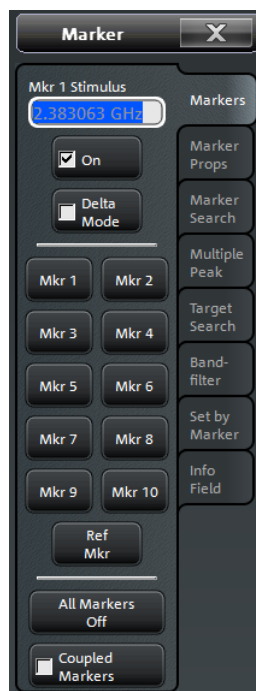 Marker
X
Mkr 1 Stimulus
2.383063 GHz
On
Delta
Mode
Mkr 1
Mkr 2
Mkr 3
Mkr 4
Mkr 5
Mkr 6
Mkr 7
Mkr 8
Mkr 9
Mkr 10
Ref
Mkr
All Markers
Off
Coupled
Markers
Markers
Marker
Props
Marker
Search
Multiple
Peak
Target
Search
Band-
filter
Set by
Marker
Info
Field